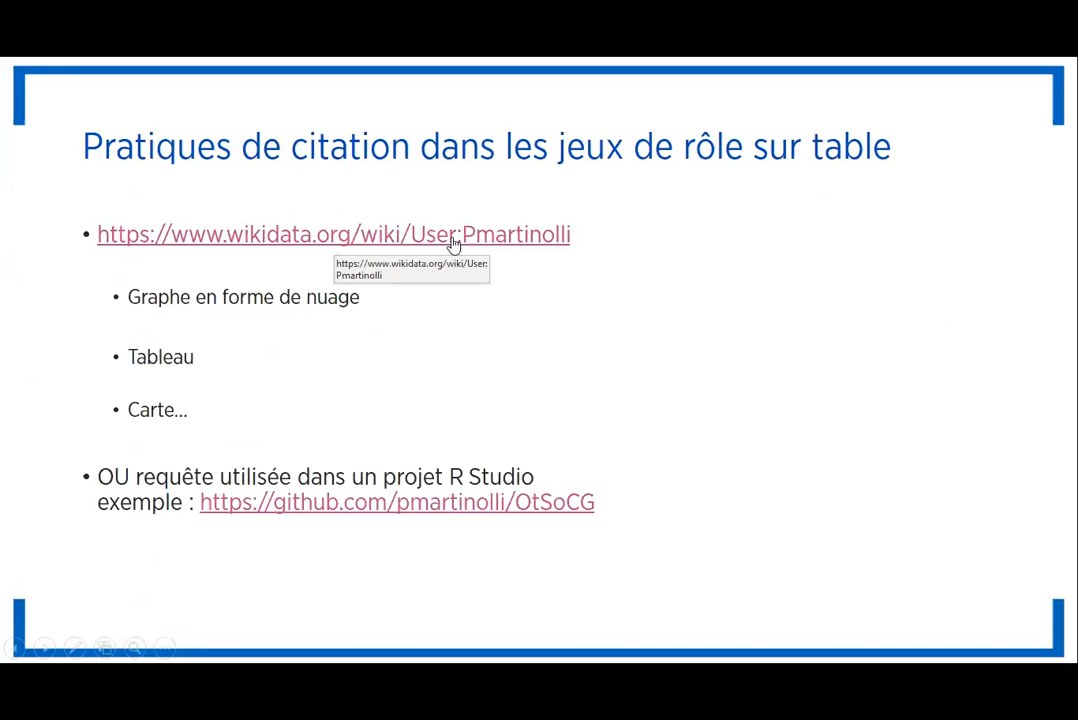 Pratiques de citation dans les jeux de rôle sur table
• https://www.wikidata.org/wiki/User:Pmartinolli
https://www.wikidata.org/wiki/User:
Pmartinolli
• Graphe en forme de nuage
• Tableau
• Carte...
• OU requête utilisée dans un projet R Studio
exemple : https://github.com/pmartinolli/OtSoCG